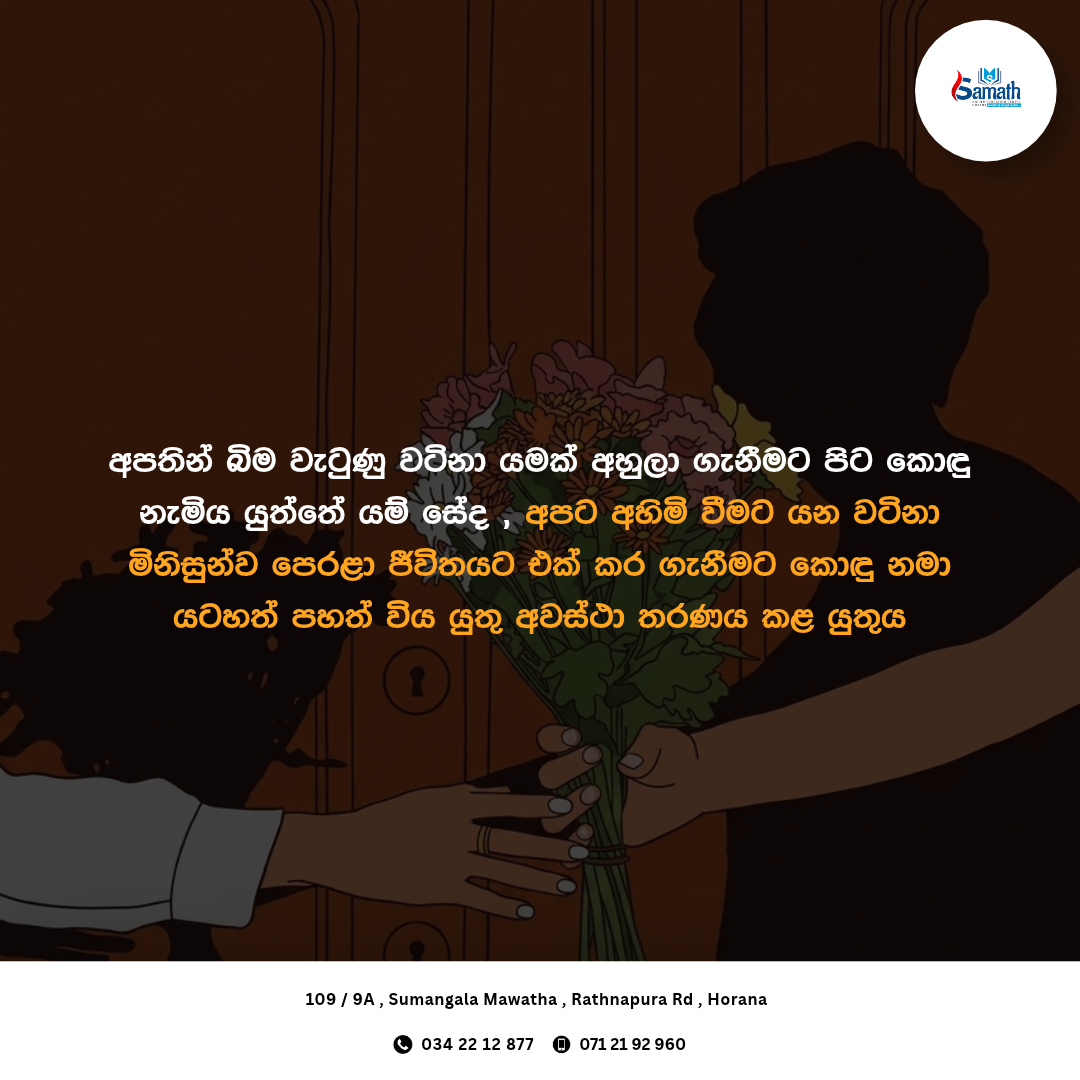 Samath
අපතින් බිම වැටුණු වටිනා යමක් අහුලා ගැනීමට පිට කොඳු
නැමිය යුත්තේ යම් සේද , අපට අහිමි වීමට යන වටිනා
මිනිසුන්ව පෙරළා ජීවිතයට එක් කර ගැනීමට කොඳු නමා
යටහත් පහත් විය යුතු අවස්ථා තරණය කළ යුතුය
109 / 9A , Sumangala Mawatha , Rathnapura Rd , Horana
034 22 12 877 071 21 92 960